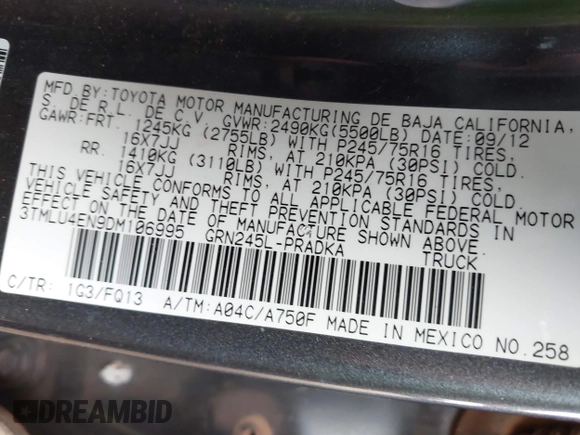 MFD BY:TOYOTA MOTOR MANUFACTURING DE BAJA CALIFORNIA,
S. DE R.L. DE C.V. GVWR:2490KG(5500LB) DATE:09/12
GAWR:FRT. 1245KG (2755LB) WITH P245/75R16 TIRES,
16X7JJ RIMS, AT 210KPA (30PSI) COLD.
RR. 1410KG (3110LB) WITH P245/75R16 TIRES,
16X7JJ RIMS, AT 210KPA (30PSI) COLD.
THIS VEHICLE CONFORMS TO ALL APPLICABLE FEDERAL MOTOR
VEHICLE SAFETY AND THEFT PREVENTION STANDARDS IN
EFFECT ON THE DATE OF MANUFACTURE SHOWN ABOVE.
3TMLU4EN9DM106995 GRN245L-PRADKA TRUCK
C/TR: 1G3/FQ13 A/TM:A04C/A750F MADE IN MEXICO NO.258
DREAMBID